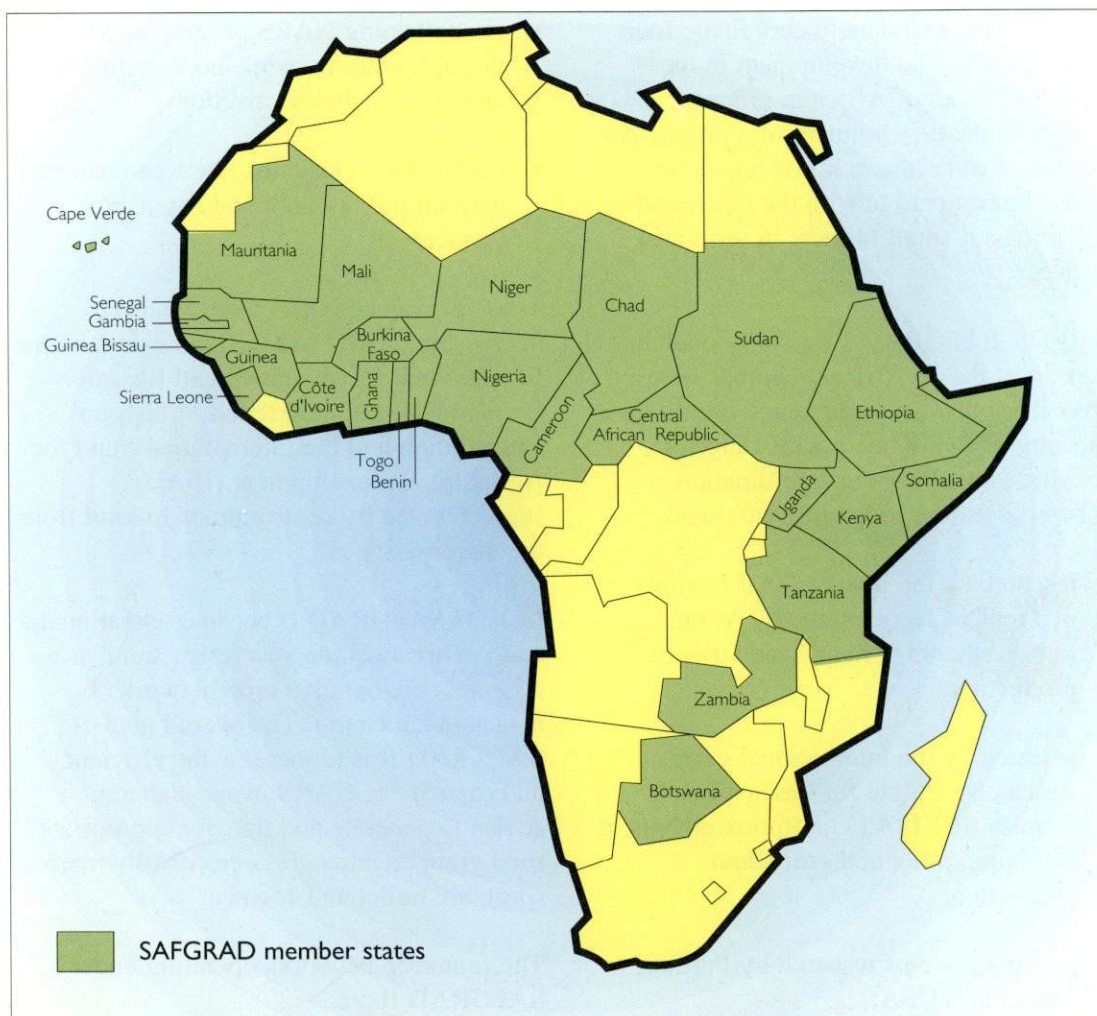 Cape Verde
Mauritania
Mali
Niger
Chad
Sudan
Senegal
Gambia
Guinea Bissau
Guinea
Burkina
Faso
Sierra Leone
Côte
d'Ivoire
Ghana
Togo
Benin
Nigeria
Cameroon
Central
African Republic
Ethiopia
Somalia
Uganda
Kenya
Tanzania
Zambia
Botswana
SAFGRAD member states